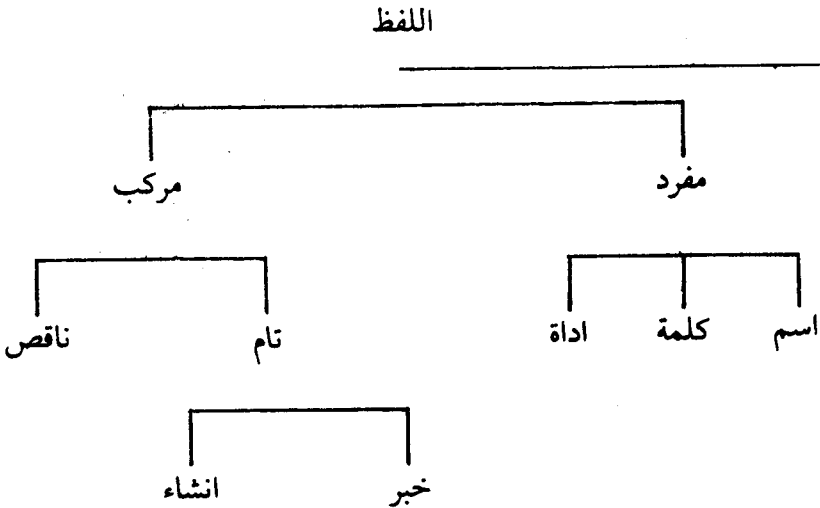 اللفظ
مفرد مركب
اسم كلمة اداة تام ناقص
خبر انشاء